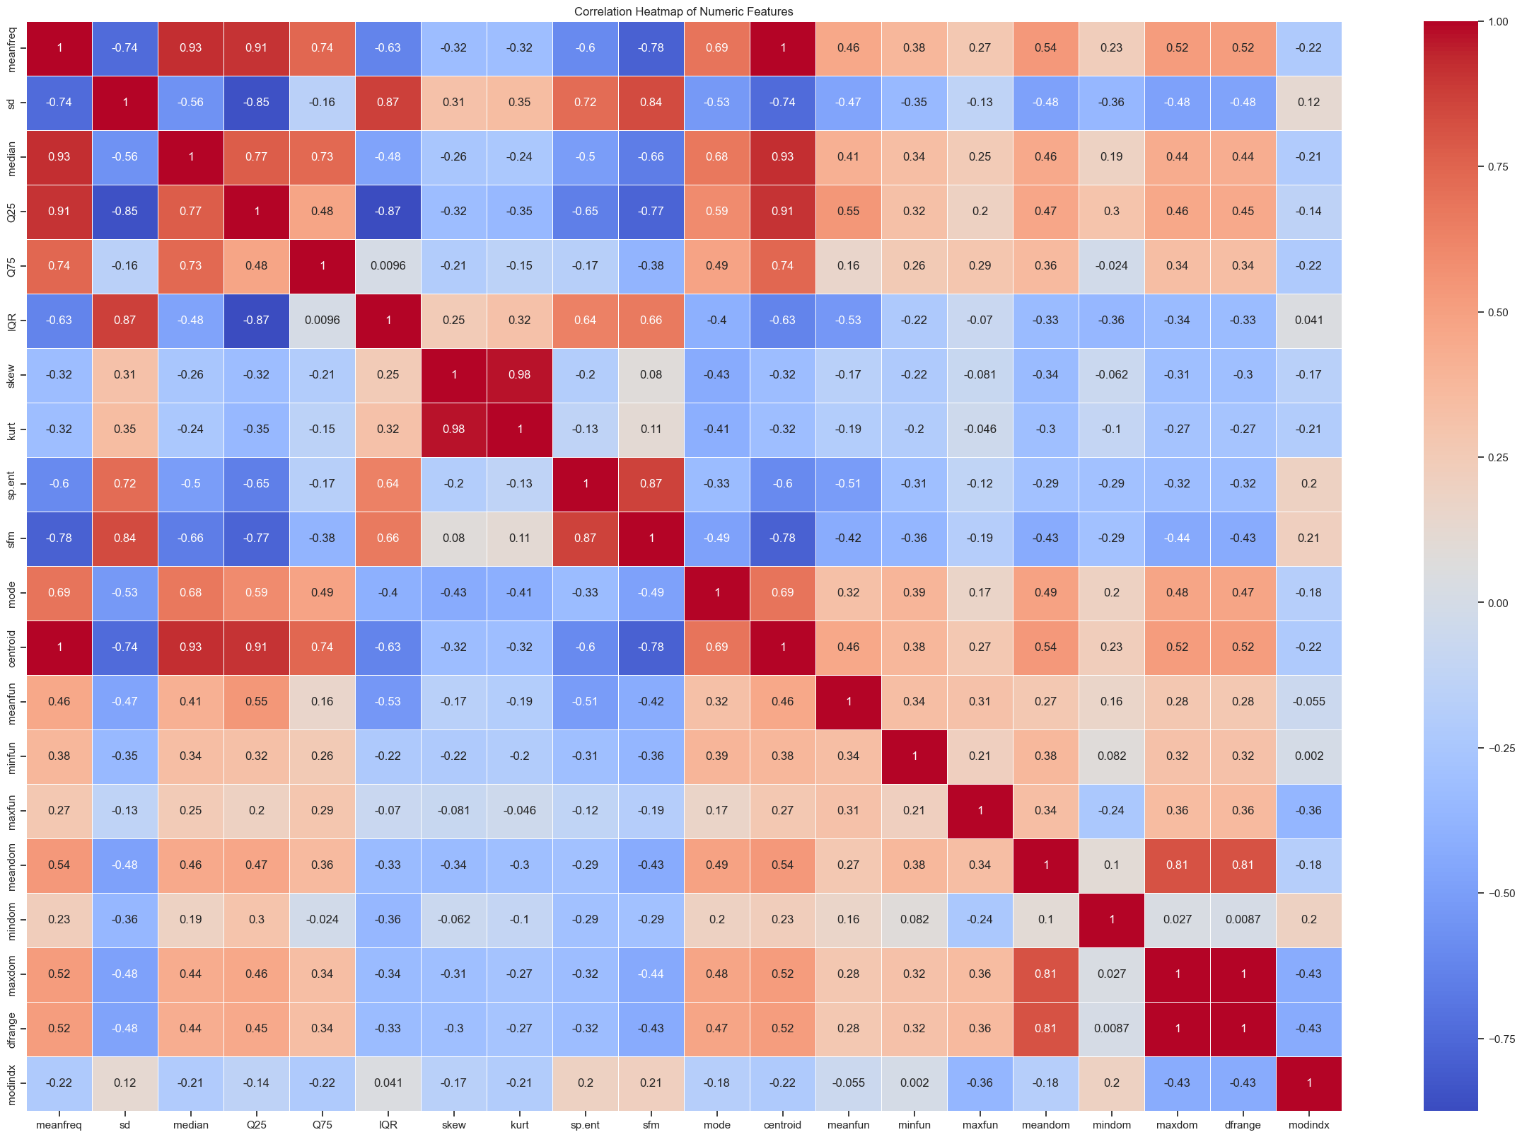 Correlation Heatmap of Numeric Features
meanfreq 1 -0.74 0.93 0.91 0.74 -0.63 -0.32 -0.32 -0.6 -0.78 0.69 1 0.46 0.38 0.27 0.54 0.23 0.52 0.52 -0.22
sd -0.74 1 -0.56 -0.85 -0.16 0.87 0.31 0.35 0.72 0.84 -0.53 -0.74 -0.47 -0.35 -0.13 -0.48 -0.36 -0.48 -0.48 0.12
median 0.93 -0.56 1 0.77 0.73 -0.48 -0.26 -0.24 -0.5 -0.66 0.68 0.93 0.41 0.34 0.25 0.46 0.19 0.44 0.44 -0.21
Q25 0.91 -0.85 0.77 1 0.48 -0.87 -0.32 -0.35 -0.65 -0.77 0.59 0.91 0.55 0.32 0.2 0.47 0.3 0.46 0.45 -0.14
Q75 0.74 -0.16 0.73 0.48 1 0.0096 -0.21 -0.15 -0.17 -0.38 0.49 0.74 0.16 0.26 0.29 0.36 -0.024 0.34 0.34 -0.22
IQR -0.63 0.87 -0.48 -0.87 0.0096 1 0.25 0.32 0.64 0.66 -0.4 -0.63 -0.53 -0.22 -0.07 -0.33 -0.36 -0.34 -0.33 0.041
skew -0.32 0.31 -0.26 -0.32 -0.21 0.25 1 0.98 -0.2 0.08 -0.43 -0.32 -0.17 -0.22 -0.081 -0.34 -0.062 -0.31 -0.3 -0.17
kurt -0.32 0.35 -0.24 -0.35 -0.15 0.32 0.98 1 -0.13 0.11 -0.41 -0.32 -0.19 -0.2 -0.046 -0.3 -0.1 -0.27 -0.27 -0.21
sp.ent -0.6 0.72 -0.5 -0.65 -0.17 0.64 -0.2 -0.13 1 0.87 -0.33 -0.6 -0.51 -0.31 -0.12 -0.29 -0.29 -0.32 -0.32 0.2
sfm -0.78 0.84 -0.66 -0.77 -0.38 0.66 0.08 0.11 0.87 1 -0.49 -0.78 -0.42 -0.36 -0.19 -0.43 -0.29 -0.44 -0.43 0.21
mode 0.69 -0.53 0.68 0.59 0.49 -0.4 -0.43 -0.41 -0.33 -0.49 1 0.69 0.32 0.39 0.17 0.49 0.2 0.48 0.47 -0.18
centroid 1 -0.74 0.93 0.91 0.74 -0.63 -0.32 -0.32 -0.6 -0.78 0.69 1 0.46 0.38 0.27 0.54 0.23 0.52 0.52 -0.22
meanfun 0.46 -0.47 0.41 0.55 0.16 -0.53 -0.17 -0.19 -0.51 -0.42 0.32 0.46 1 0.34 0.31 0.27 0.16 0.28 0.28 -0.055
minfun 0.38 -0.35 0.34 0.32 0.26 -0.22 -0.22 -0.2 -0.31 -0.36 0.39 0.38 0.34 1 0.21 0.38 0.082 0.32 0.32 0.002
maxfun 0.27 -0.13 0.25 0.2 0.29 -0.07 -0.081 -0.046 -0.12 -0.19 0.17 0.27 0.31 0.21 1 0.34 -0.24 0.36 0.36 -0.36
meandom 0.54 -0.48 0.46 0.47 0.36 -0.33 -0.34 -0.3 -0.29 -0.43 0.49 0.54 0.27 0.38 0.34 1 0.1 0.81 0.81 -0.18
mindom 0.23 -0.36 0.19 0.3 -0.024 -0.36 -0.062 -0.1 -0.29 -0.29 0.2 0.23 0.16 0.082 -0.24 0.1 1 0.027 0.0087 0.2
maxdom 0.52 -0.48 0.44 0.46 0.34 -0.34 -0.31 -0.27 -0.32 -0.44 0.48 0.52 0.28 0.32 0.36 0.81 0.027 1 1 -0.43
dfrange 0.52 -0.48 0.44 0.45 0.34 -0.33 -0.3 -0.27 -0.32 -0.43 0.47 0.52 0.28 0.32 0.36 0.81 0.0087 1 1 -0.43
modindx -0.22 0.12 -0.21 -0.14 -0.22 0.041 -0.17 -0.21 0.2 0.21 -0.18 -0.22 -0.055 0.002 -0.36 -0.18 0.2 -0.43 -0.43 1
meanfreq sd median Q25 Q75 IQR skew kurt sp.ent sfm mode centroid meanfun minfun maxfun meandom mindom maxdom dfrange modindx
1.00
0.75
0.50
0.25
0.00
−0.25
−0.50
−0.75